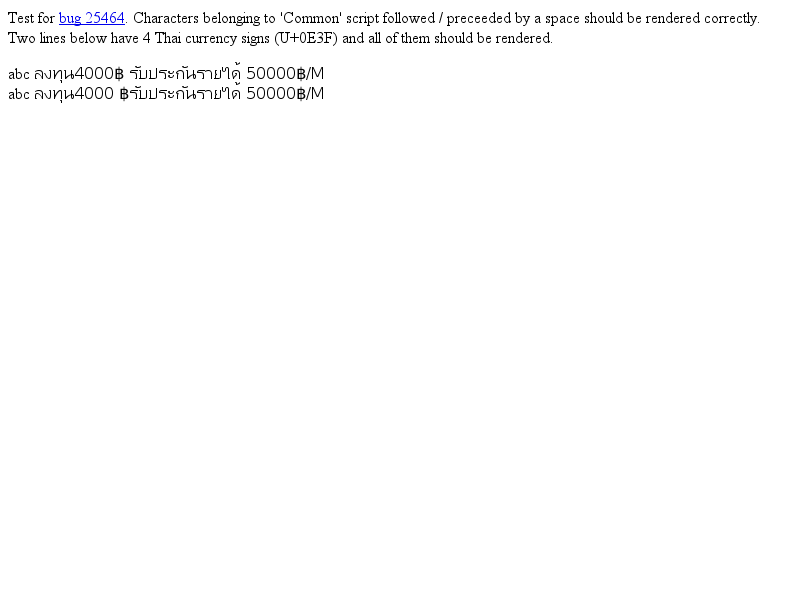 Test for bug 25464. Characters belonging to 'Common' script followed / preceeded by a space should be rendered correctly.
Two lines below have 4 Thai currency signs (U+0E3F) and all of them should be rendered.
abc ลงทุน4000฿ รับประกันรายได้ 50000฿/M
abc ลงทุน4000 ฿รับประกันรายได้ 50000฿/M